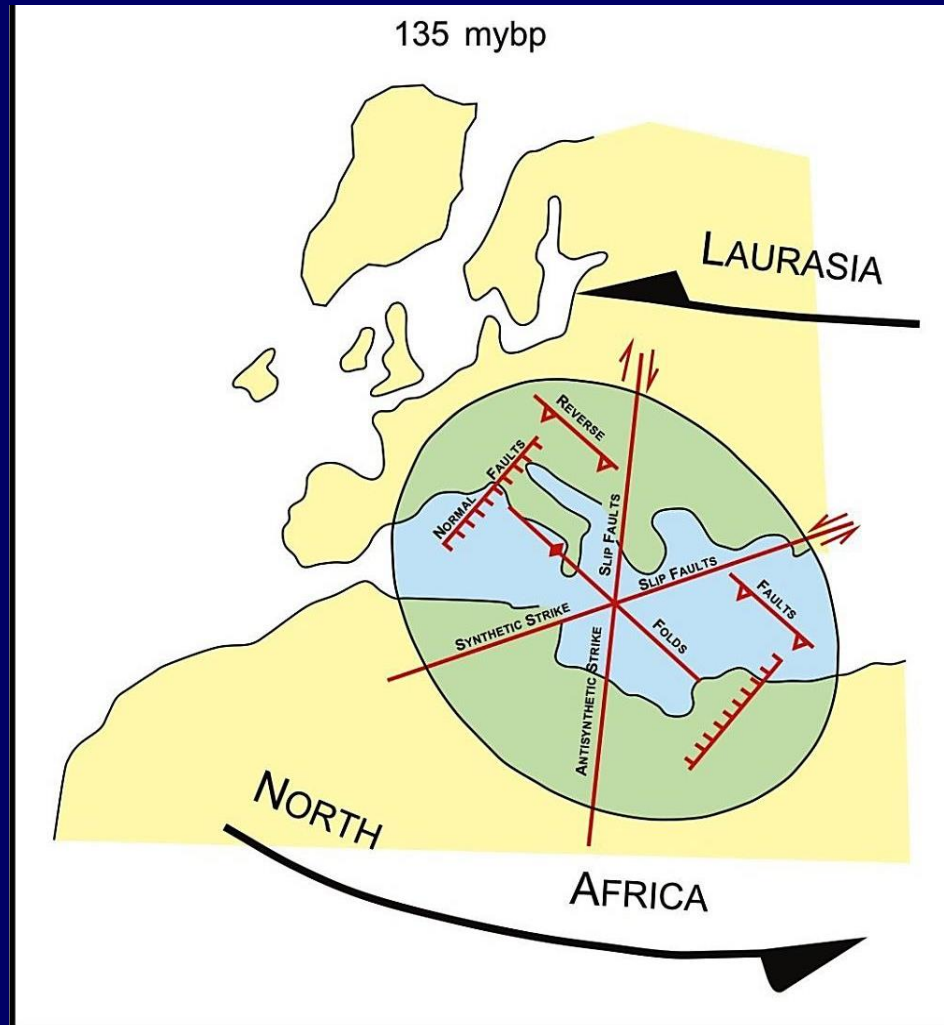 135 mybp
LAURASIA
REVERSE
NORMAL FAULTS
SLIP FAULTS
SLIP FAULTS
FAULTS
SYNTHETIC STRIKE
FOLDS
ANTISYNTHETIC STRIKE
NORTH
AFRICA